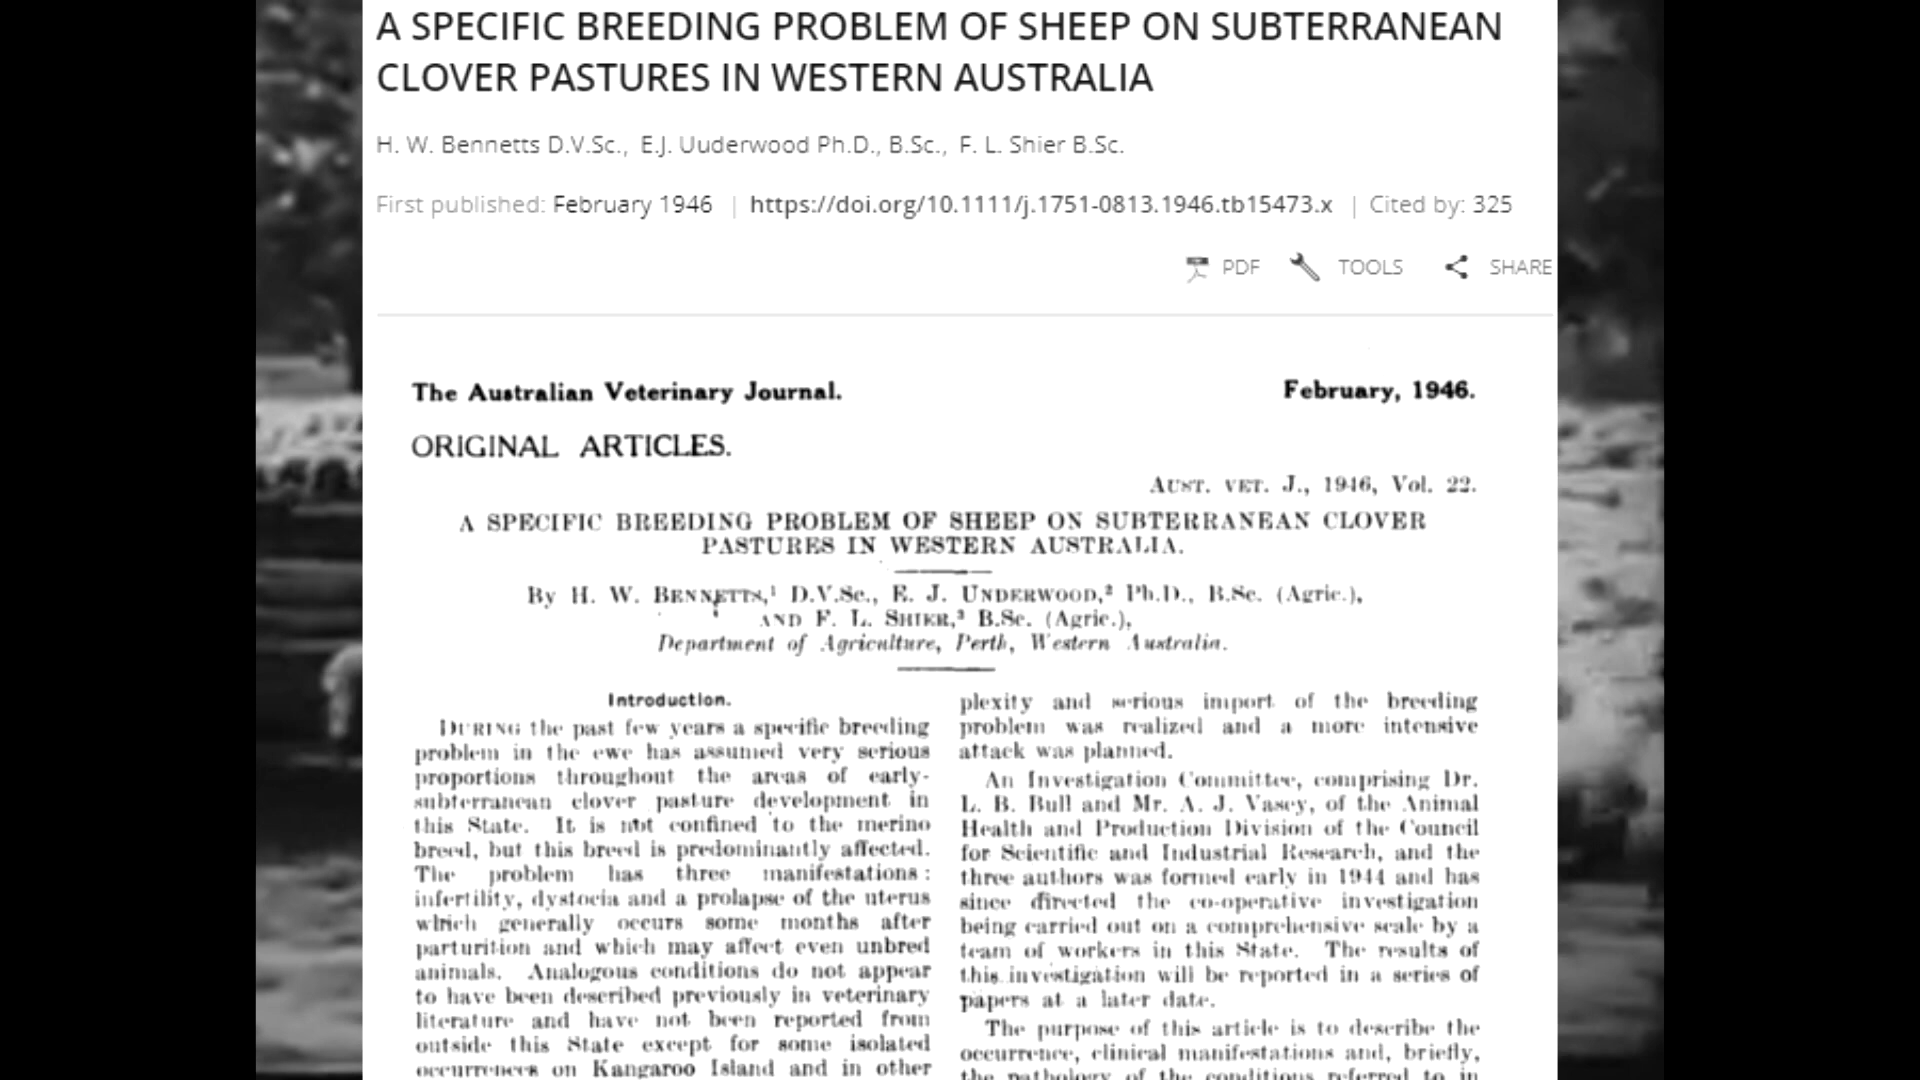 A SPECIFIC BREEDING PROBLEM OF SHEEP ON SUBTERRANEAN
CLOVER PASTURES IN WESTERN AUSTRALIA
H. W. Bennetts D.V.Sc., E.J. Uuderwood Ph.D., B.Sc., F. L. Shier B.Sc.
First published: February 1946 | https://doi.org/10.1111/j.1751-0813.1946.tb15473.x | Cited by: 325
PDF TOOLS SHARE
The Australian Veterinary Journal. February, 1946.
ORIGINAL ARTICLES.
AUST. VET. J., 1946, Vol. 22.
A SPECIFIC BREEDING PROBLEM OF SHEEP ON SUBTERRANEAN CLOVER
PASTURES IN WESTERN AUSTRALIA.
By H. W. BENNETTS,¹ D.V.Sc., E. J. UNDERWOOD,² Ph.D., B.Sc. (Agric.),
AND F. L. SHIER,³ B.Sc. (Agric.),
Department of Agriculture, Perth, Western Australia.
Introduction.
DURING the past few years a specific breeding
problem in the ewe has assumed very serious
proportions throughout the areas of early-
subterranean clover pasture development in
this State. It is not confined to the merino
breed, but this breed is predominantly affected.
The problem has three manifestations:
infertility, dystocia and a prolapse of the uterus
which generally occurs some months after
parturition and which may affect even unbred
animals. Analogous conditions do not appear
to have been described previously in veterinary
literature and have not been reported from
outside this State except for some isolated
occurrences on Kangaroo Island and in other
plexity and serious import of the breeding
problem was realized and a more intensive
attack was planned.
An Investigation Committee, comprising Dr.
L. B. Bull and Mr. A. J. Vasey, of the Animal
Health and Production Division of the Council
for Scientific and Industrial Research, and the
three authors was formed early in 1944 and has
since directed the co-operative investigation
being carried out on a comprehensive scale by a
team of workers in this State. The results of
this investigation will be reported in a series of
papers at a later date.
The purpose of this article is to describe the
occurrence, clinical manifestations and, briefly,
the pathology of the conditions referred to in